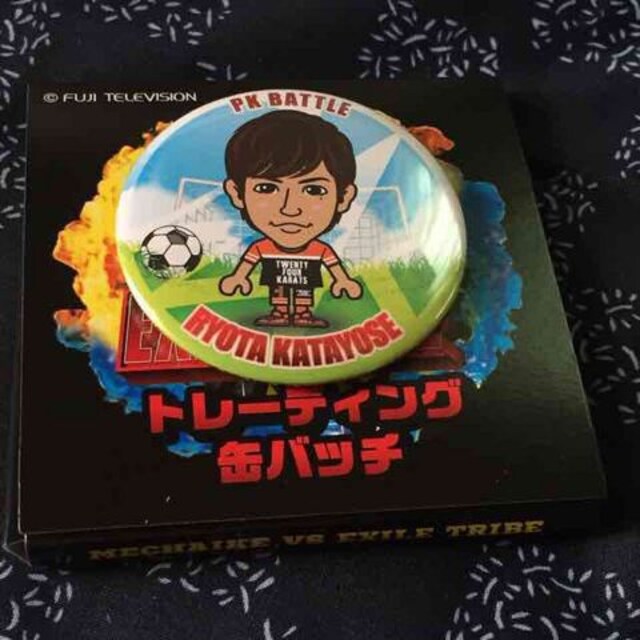 © FUJI TELEVISION
PK BATTLE
TWENTY
FOUR
KARATS
RYOTA KATAYOSE
トレーディング
缶バッチ
MECHAIKE VS EXILE TRIBE